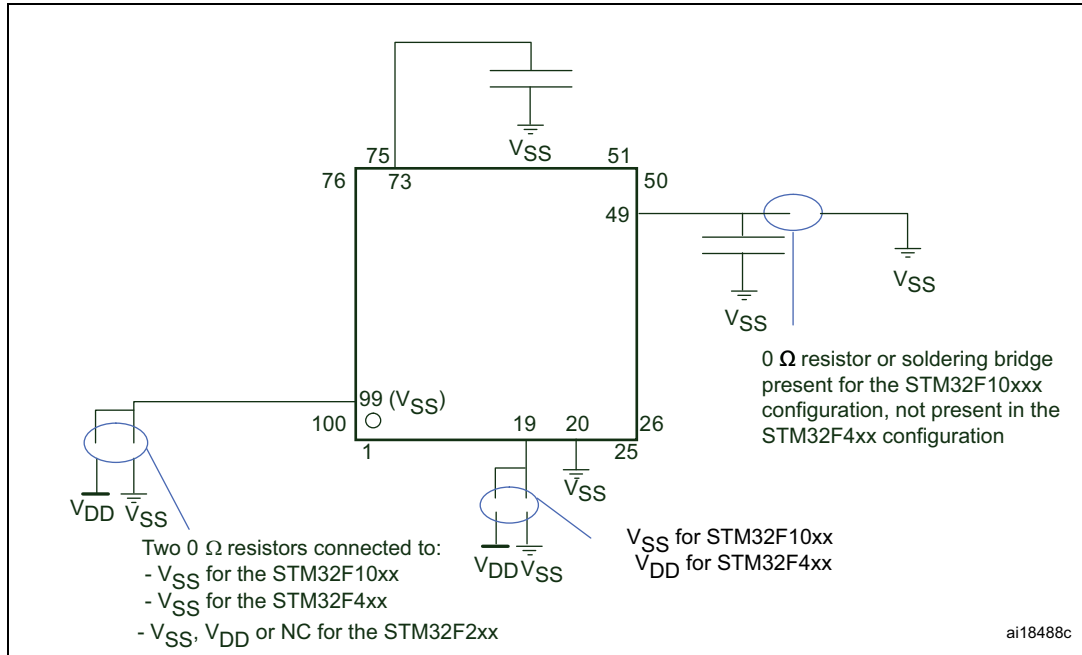 VSS
75
51
76
73
50
49
VSS
VSS
0 Ω resistor or soldering bridge
present for the STM32F10xxx
configuration, not present in the
STM32F4xx configuration
99 (VSS)
100
19
20
26
1
25
VDD
VSS
VSS
VDD
VSS
Two 0 Ω resistors connected to:
- VSS for the STM32F10xx
- VSS for the STM32F4xx
- VSS, VDD or NC for the STM32F2xx
VSS for STM32F10xx
VDD for STM32F4xx
ai18488c